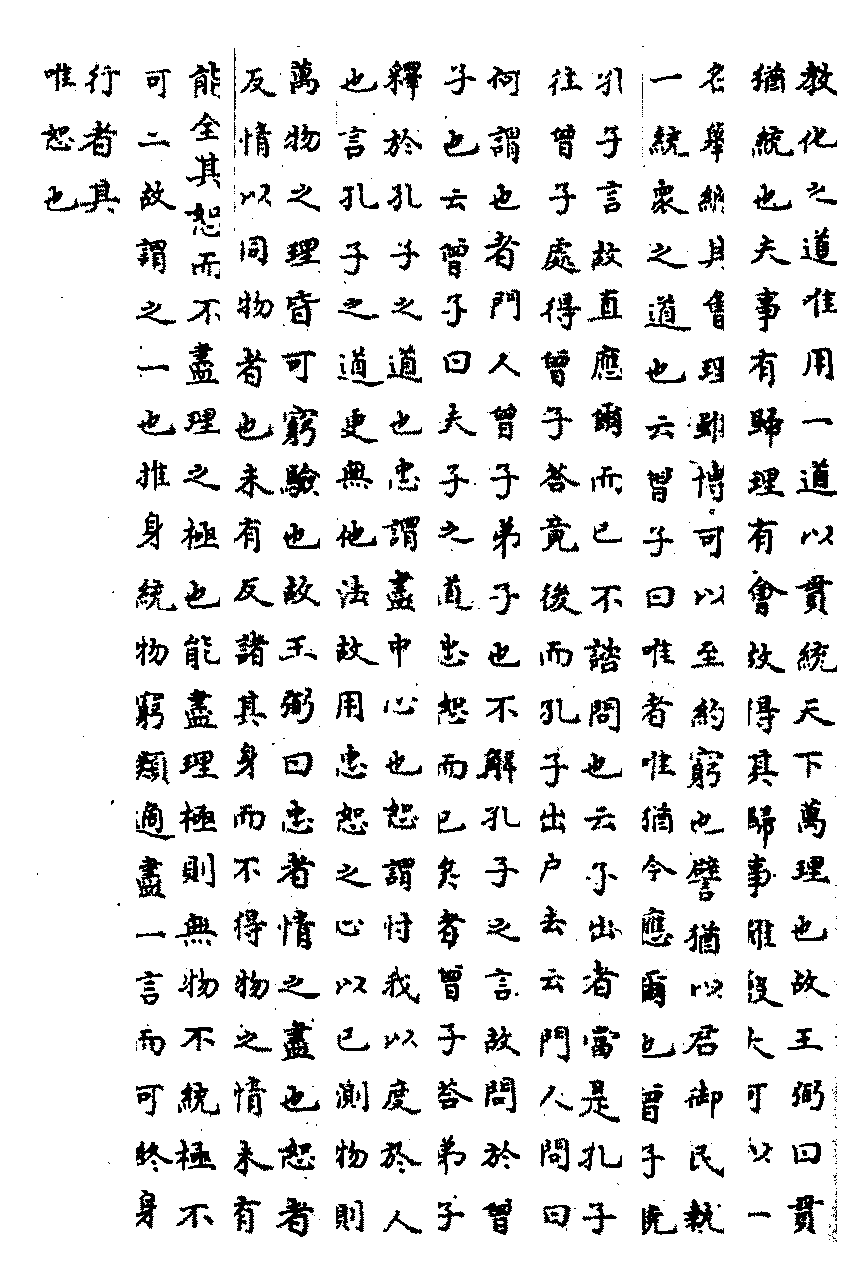 教化之道唯用一道以貫統天下萬理也故王弼曰貫
猶統也夫事有歸理有會故得其歸事雖殷大可以一
名舉總其會理雖博可以至約窮也譬猶以君御民執
一統衆之道也云曾子曰唯者唯猶今應爾也曾子曉
孔子言故直應爾而已不諮問也云子出者當是孔子
往曾子處得曾子荅竟後而孔子出戶去云門人問曰
何謂也者門人曾子弟子也不解孔子之言故問於曾
子也云曾子曰夫子之道忠恕而已矣者曾子荅弟子
釋於孔子之道也忠謂盡中心也恕謂忖我以度於人
也言孔子之道更無他法故用忠恕之心以己測物則
萬物之理皆可窮驗也故王弼曰忠者情之盡也恕者
反情以同物者也未有反諸其身而不得物之情未有
能全其恕而不盡理之極也能盡理極則無物不統極不
可二故謂之一也推身統物窮類適盡一言而可終身
行者其
唯恕也